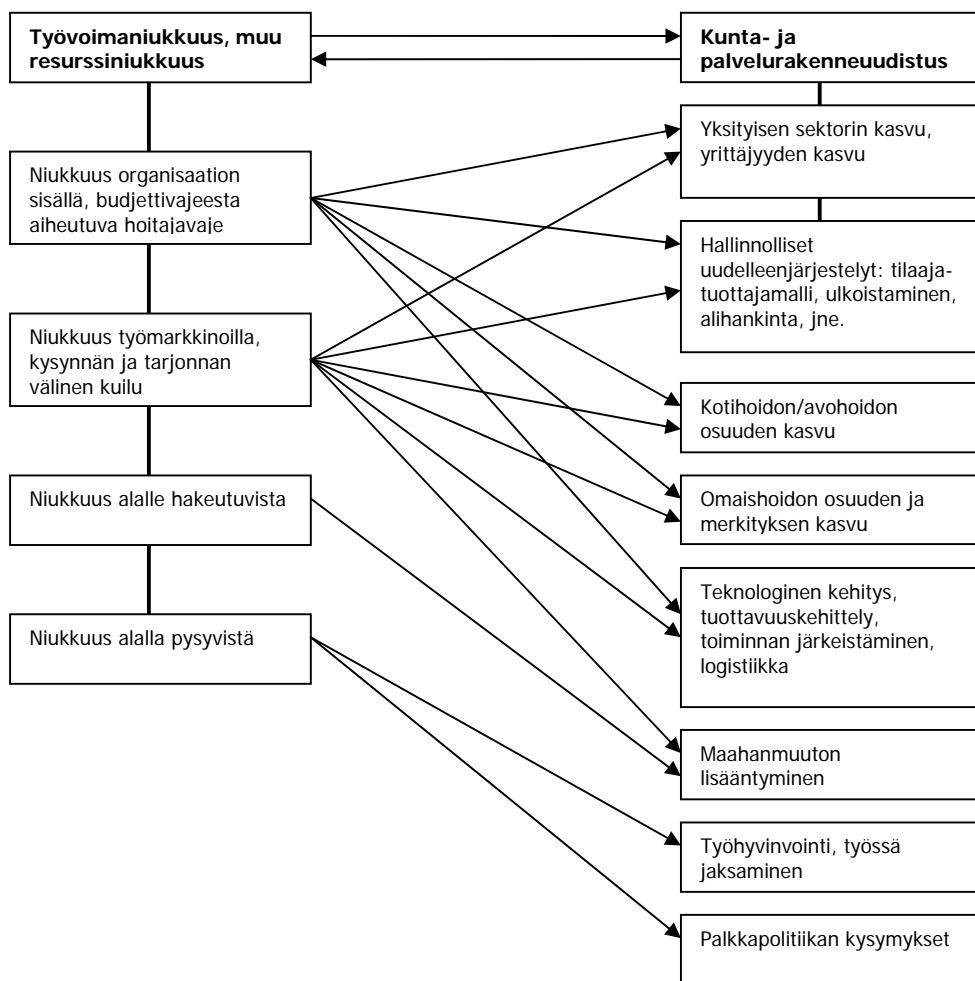 Työvoimaniukkuus, muu
resurssiniukkuus
Niukkuus organisaation
sisällä, budjettivajeesta
aiheutuva hoitajavaje
Niukkuus työmarkkinoilla,
kysynnän ja tarjonnan
välinen kuilu
Niukkuus alalle hakeutuvista
Niukkuus alalla pysyvistä
Kunta- ja
palvelurakenneuudistus
Yksityisen sektorin kasvu,
yrittäjyyden kasvu
Hallinnolliset
uudelleenjärjestelyt: tilaaja-
tuottajamalli, ulkoistaminen,
alihankinta, jne.
Kotihoidon/avohoidon
osuuden kasvu
Omaishoidon osuuden ja
merkityksen kasvu
Teknologinen kehitys,
tuottavuuskehittely,
toiminnan järkeistäminen,
logistiikka
Maahanmuuton
lisääntyminen
Työhyvinvointi, työssä
jaksaminen
Palkkapolitiikan kysymykset